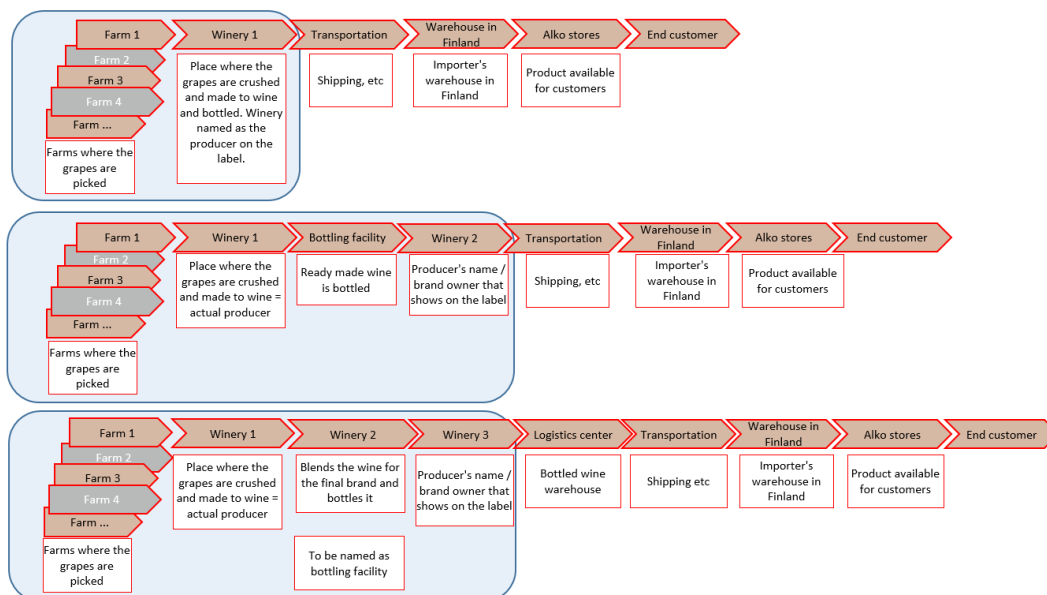 Farm 1
Winery 1
Transportation
Warehouse in
Finland
Alko stores
End customer
Farm 2
Farm 3
Farm 4
Farm ...
Farms where the
grapes are
picked
Place where the
grapes are crushed
and made to wine
and bottled. Winery
named as the
producer on the
label.
Shipping, etc
Importer's
warehouse in
Finland
Product available
for customers
Farm 1
Winery 1
Bottling facility
Winery 2
Transportation
Warehouse in
Finland
Alko stores
End customer
Farm 2
Farm 3
Farm 4
Farm ...
Farms where the
grapes are
picked
Place where the
grapes are crushed
and made to wine =
actual producer
Ready made wine
is bottled
Producer's name /
brand owner that
shows on the label
Shipping, etc
Importer's
warehouse in
Finland
Product available
for customers
Farm 1
Winery 1
Winery 2
Winery 3
Logistics center
Transportation
Warehouse in
Finland
Alko stores
End customer
Farm 2
Farm 3
Farm 4
Farm ...
Farms where the
grapes are
picked
Place where the
grapes are crushed
and made to wine =
actual producer
Blends the wine for
the final brand and
bottles it
To be named as
bottling facility
Producer's name /
brand owner that
shows on the label
Bottled wine
warehouse
Shipping etc
Importer's
warehouse in
Finland
Product available
for customers